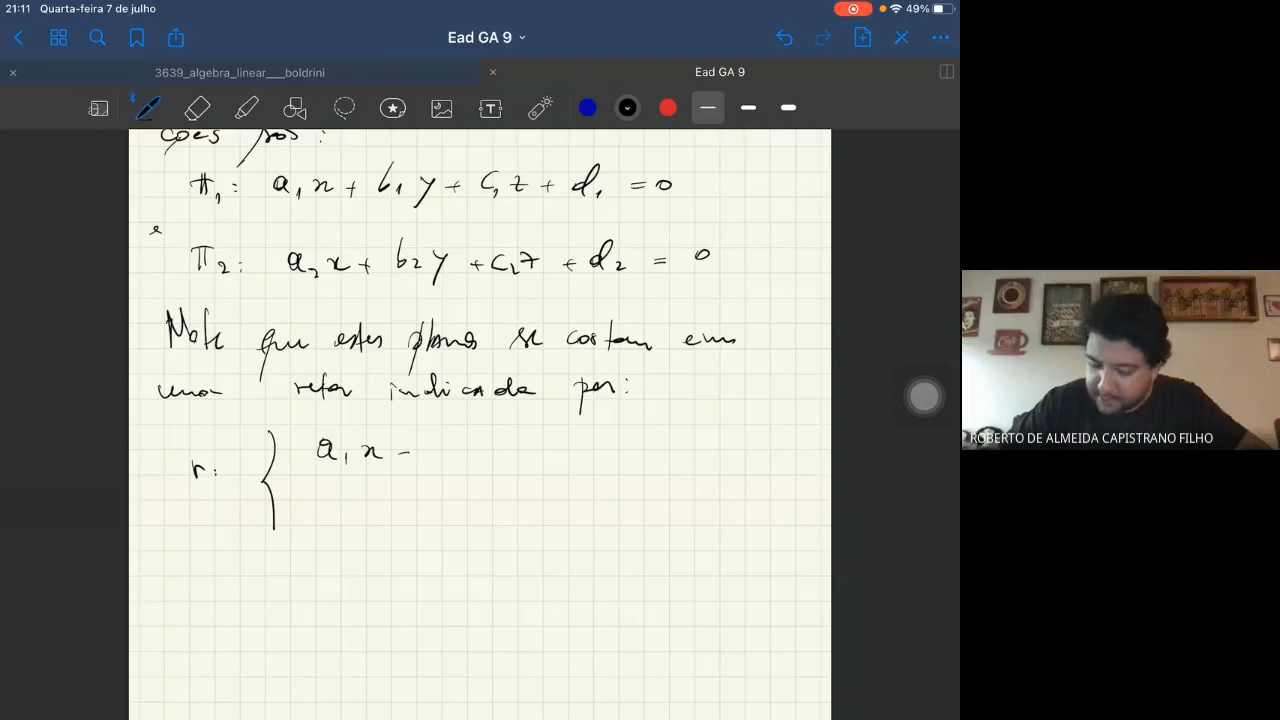 21:11 Quarta-feira 7 de julho
49%
Ead GA 9
3639_algebra_linear___boldrini
Ead GA 9
ções são:
π₁: a₁x + b₁y + c₁z + d₁ = 0
e
π₂: a₂x + b₂y + c₂z + d₂ = 0
Note que estes planos se cortam em
uma reta indicada por:
r: { a₁x -
ROBERTO DE ALMEIDA CAPISTRANO FILHO